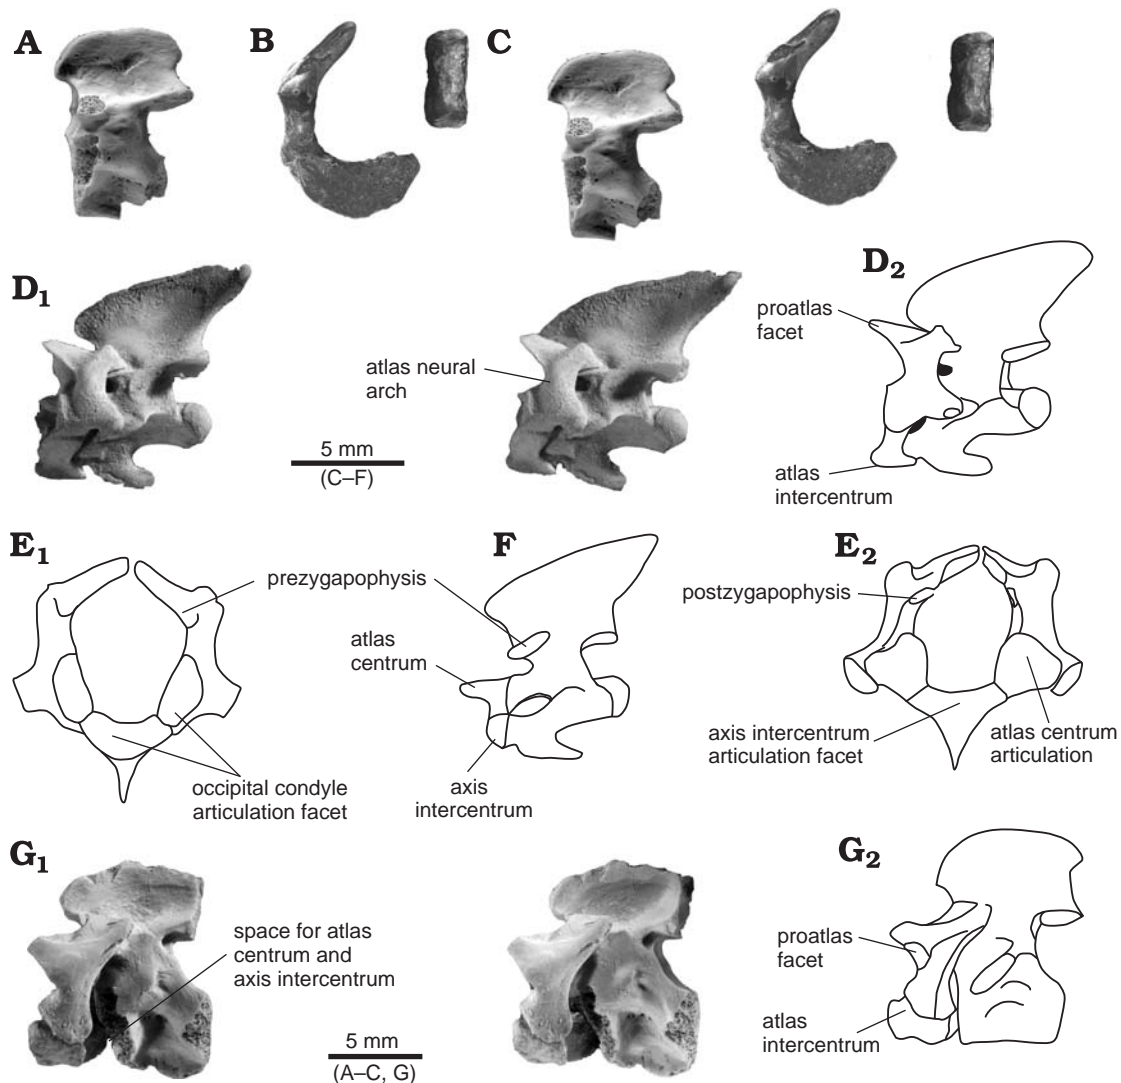 A
B
C
D1
D2
proatlas
facet
atlas neural
arch
5 mm
(C–F)
atlas
intercentrum
E1
F
E2
prezygapophysis
postzygapophysis
atlas
centrum
axis intercentrum
articulation facet
atlas centrum
articulation
occipital condyle
articulation facet
axis
intercentrum
G1
G2
space for atlas
centrum and
axis intercentrum
proatlas
facet
atlas
intercentrum
5 mm
(A–C, G)